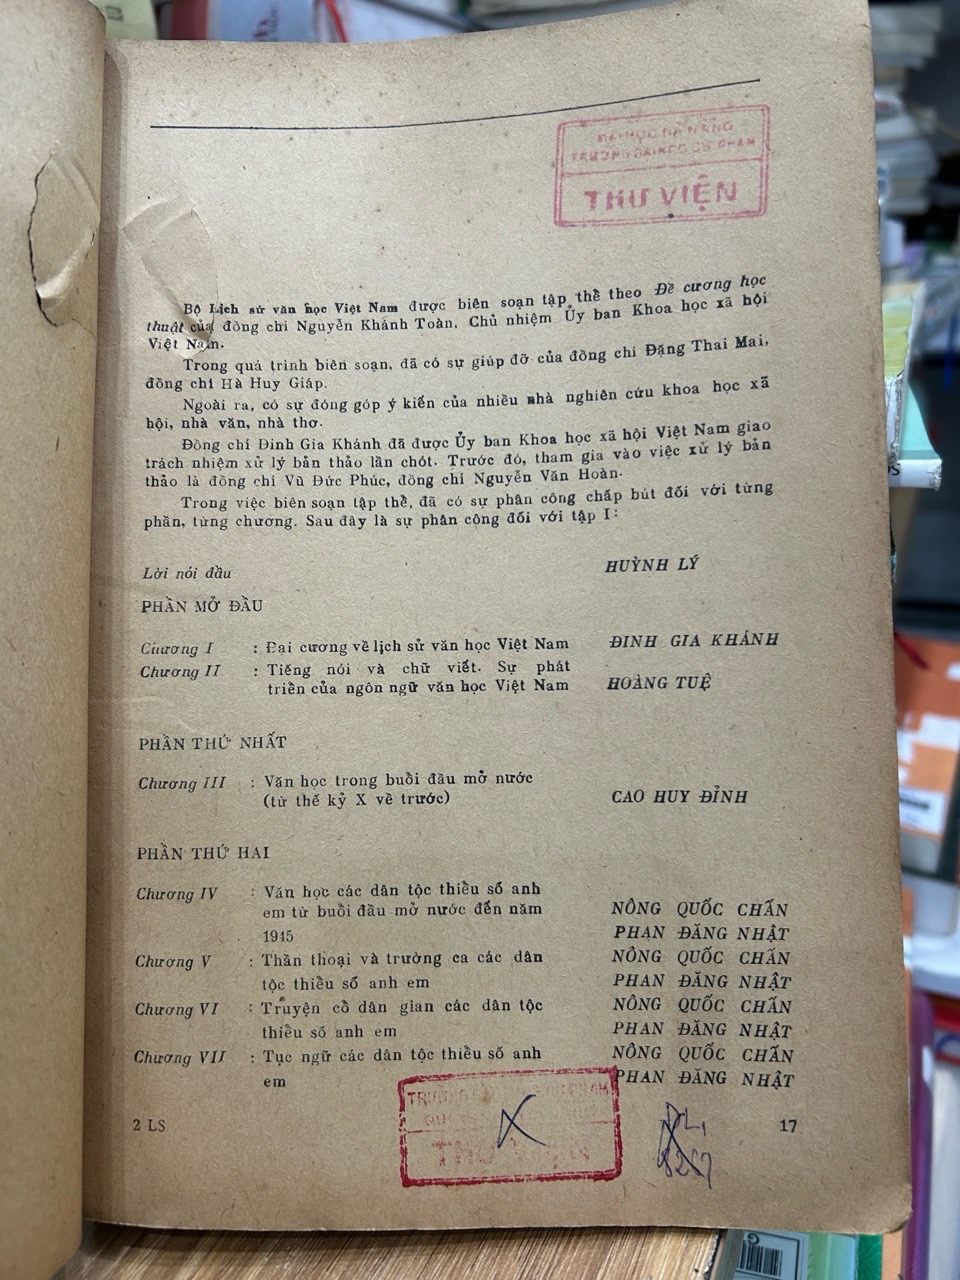 ĐẠI HỌC ĐÀ NẴNG
TRƯỜNG ĐẠI HỌC SƯ PHẠM
THƯ VIỆN
Bộ Lịch sử văn học Việt Nam được biên soạn tập thể theo Đề cương học
thuật của đồng chí Nguyễn Khánh Toàn, Chủ nhiệm Ủy ban Khoa học xã hội
Việt Nam.
Trong quá trình biên soạn, đã có sự giúp đỡ của đồng chí Đặng Thai Mai,
đồng chí Hà Huy Giáp.
Ngoài ra, có sự đóng góp ý kiến của nhiều nhà nghiên cứu khoa học xã
hội, nhà văn, nhà thơ.
Đồng chí Đinh Gia Khánh đã được Ủy ban Khoa học xã hội Việt Nam giao
trách nhiệm xử lý bản thảo lần chót. Trước đó, tham gia vào việc xử lý bản
thảo là đồng chí Vũ Đức Phúc, đồng chí Nguyễn Văn Hoàn.
Trong việc biên soạn tập thể, đã có sự phân công chấp bút đối với từng
phần, từng chương. Sau đây là sự phân công đối với tập I:
Lời nói đầu HUỲNH LÝ
PHẦN MỞ ĐẦU
Chương I : Đại cương về lịch sử văn học Việt Nam ĐINH GIA KHÁNH
Chương II : Tiếng nói và chữ viết. Sự phát
triển của ngôn ngữ văn học Việt Nam HOÀNG TUỆ
PHẦN THỨ NHẤT
Chương III : Văn học trong buổi đầu mở nước
(từ thế kỷ X về trước) CAO HUY ĐỈNH
PHẦN THỨ HAI
Chương IV : Văn học các dân tộc thiểu số anh
em từ buổi đầu mở nước đến năm NÔNG QUỐC CHẤN
1945 PHAN ĐĂNG NHẬT
Chương V : Thần thoại và trường ca các dân NÔNG QUỐC CHẤN
tộc thiểu số anh em PHAN ĐĂNG NHẬT
Chương VI : Truyện cổ dân gian các dân tộc NÔNG QUỐC CHẤN
thiểu số anh em PHAN ĐĂNG NHẬT
Chương VII : Tục ngữ các dân tộc thiểu số anh NÔNG QUỐC CHẤN
em PHAN ĐĂNG NHẬT
THƯ VIỆN
2 LS 17